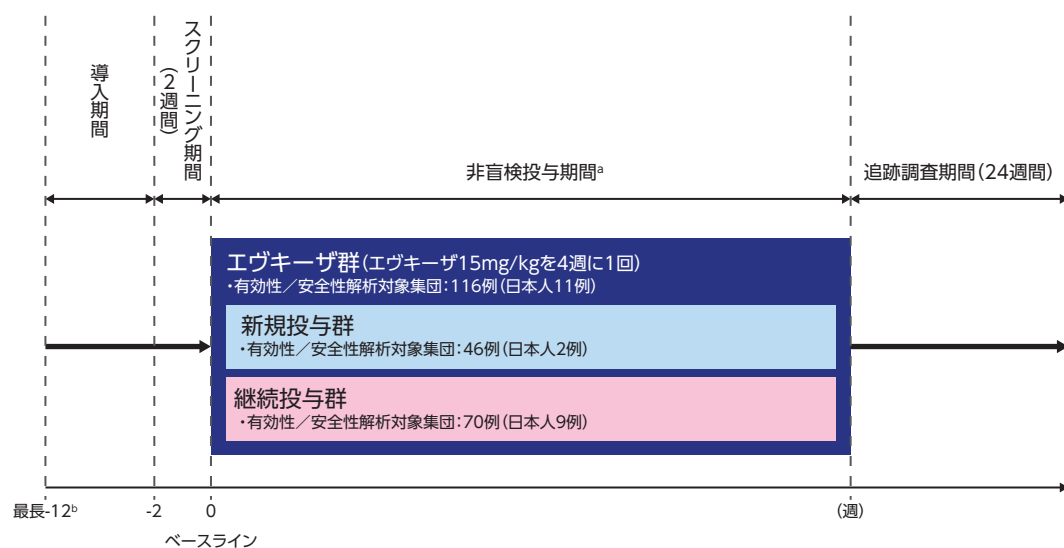 導入期間
スクリーニング期間
(2週間)
非盲検投与期間a
追跡調査期間(24週間)
エヴキーザ群(エヴキーザ15mg/kgを4週に1回)
・有効性／安全性解析対象集団:116例(日本人11例)
新規投与群
・有効性／安全性解析対象集団:46例(日本人2例)
継続投与群
・有効性／安全性解析対象集団:70例(日本人9例)
最長-12b -2 0 (週)
ベースライン